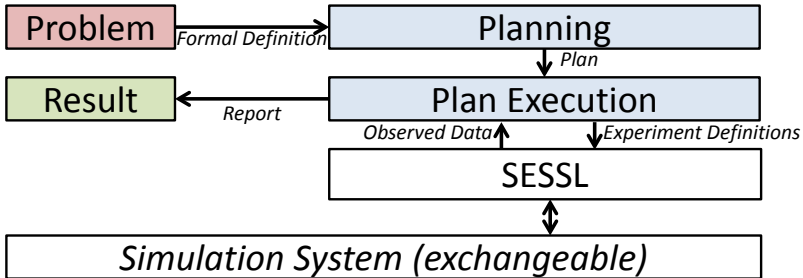 Problem
Formal Definition
Planning
Plan
Result
Report
Plan Execution
Observed Data
Experiment Definitions
SESSL
Simulation System (exchangeable)